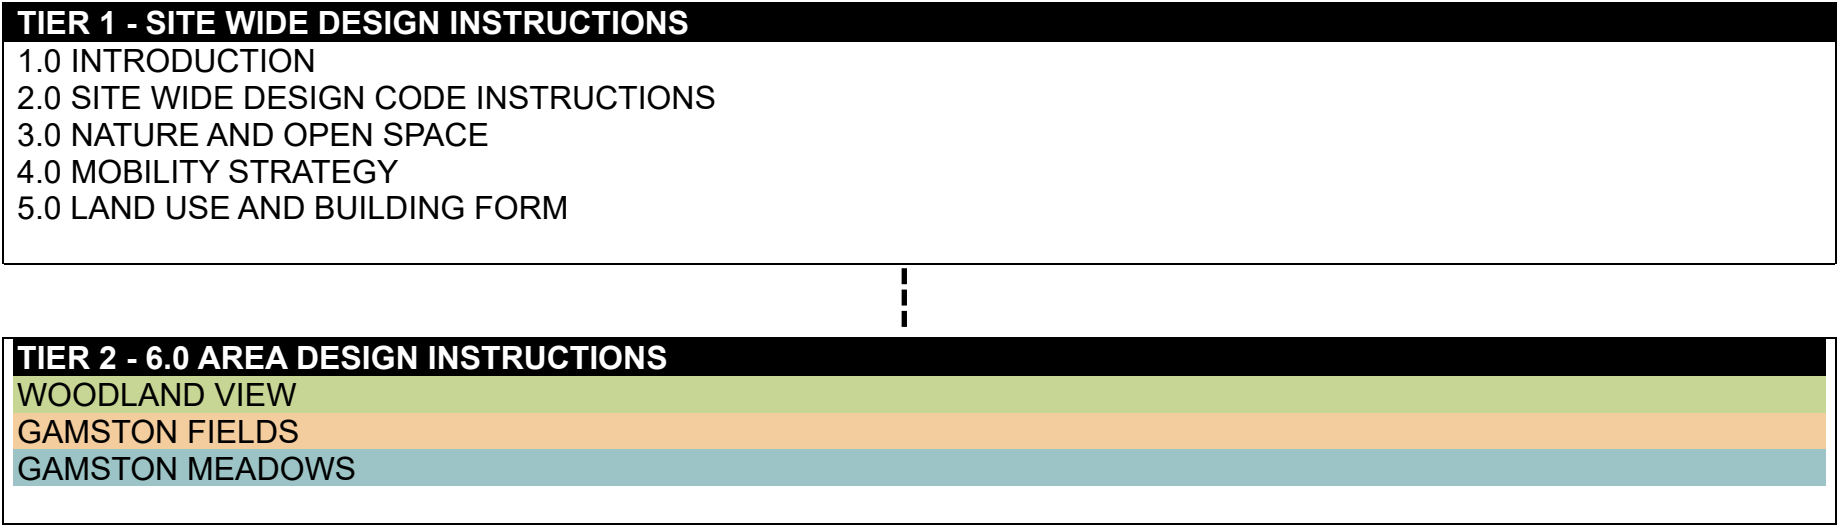 TIER 1 - SITE WIDE DESIGN INSTRUCTIONS
1.0 INTRODUCTION
2.0 SITE WIDE DESIGN CODE INSTRUCTIONS
3.0 NATURE AND OPEN SPACE
4.0 MOBILITY STRATEGY
5.0 LAND USE AND BUILDING FORM
TIER 2 - 6.0 AREA DESIGN INSTRUCTIONS
WOODLAND VIEW
GAMSTON FIELDS
GAMSTON MEADOWS